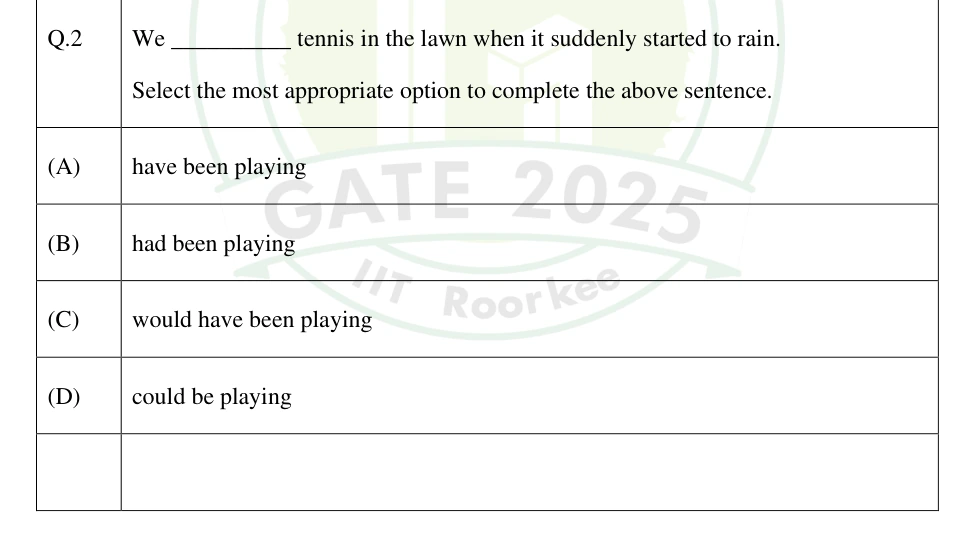 Q.2 We __________ tennis in the lawn when it suddenly started to rain.
Select the most appropriate option to complete the above sentence.
(A) have been playing
GATE 2025
(B) had been playing
IIT Roorkee
(C) would have been playing
(D) could be playing